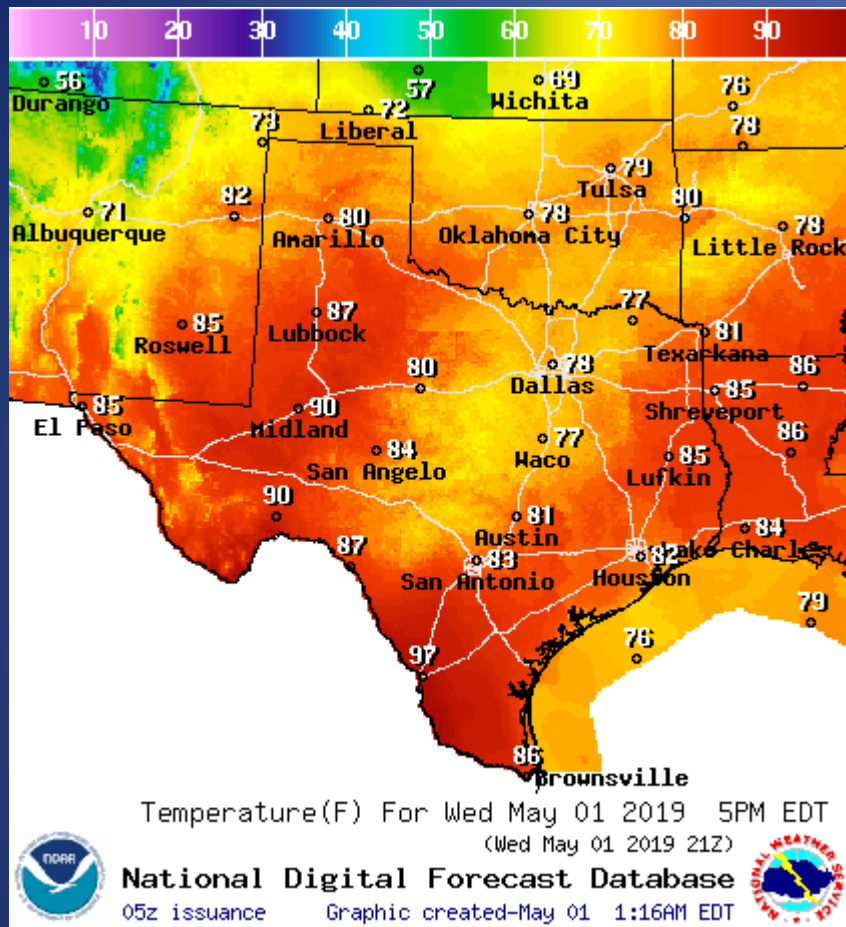 10 20 30 40 50 60 70 80 90
56
Durango
57
69
Wichita
76
72
Liberal
73
78
79
Tulsa
71
Albuquerque
82
80
Amarillo
78
Oklahoma City
80
78
Little Rock
85
Roswell
87
Lubbock
77
81
Texarkana
80
78
Dallas
85
Shreveport
86
85
El Paso
90
Midland
84
San Angelo
77
Waco
85
Lufkin
86
90
81
Austin
84
Lake Charles
87
83
San Antonio
82
Houston
79
76
97
86
Brownsville
Temperature(F) For Wed May 01 2019 5PM EDT
(Wed May 01 2019 21Z)
NOAA
National Digital Forecast Database
05z issuance Graphic created-May 01 1:16AM EDT
NATIONAL WEATHER SERVICE